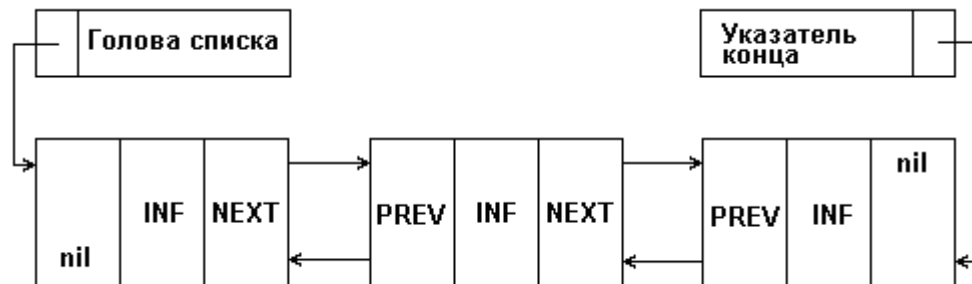 Голова списка
Указатель
конца
nil INF NEXT
PREV INF NEXT
PREV INF nil